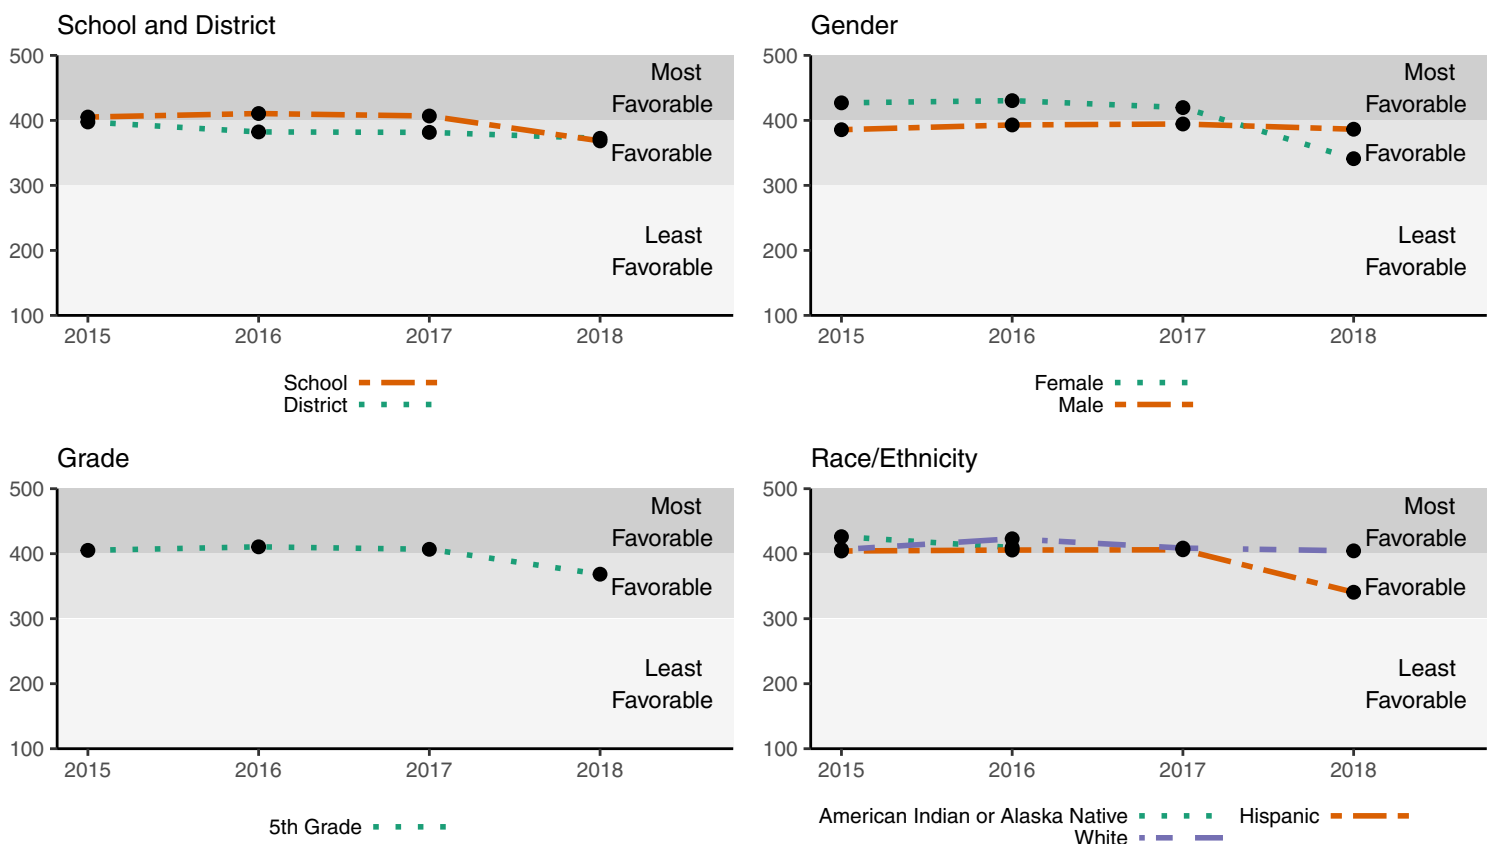 School and District
500
400
300
200
100
Most
Favorable
Favorable
Least
Favorable
2015 2016 2017 2018
School
District
Gender
500
400
300
200
100
Most
Favorable
Favorable
Least
Favorable
2015 2016 2017 2018
Female
Male
Grade
500
400
300
200
100
Most
Favorable
Favorable
Least
Favorable
2015 2016 2017 2018
5th Grade
Race/Ethnicity
500
400
300
200
100
Most
Favorable
Favorable
Least
Favorable
2015 2016 2017 2018
American Indian or Alaska Native Hispanic
White